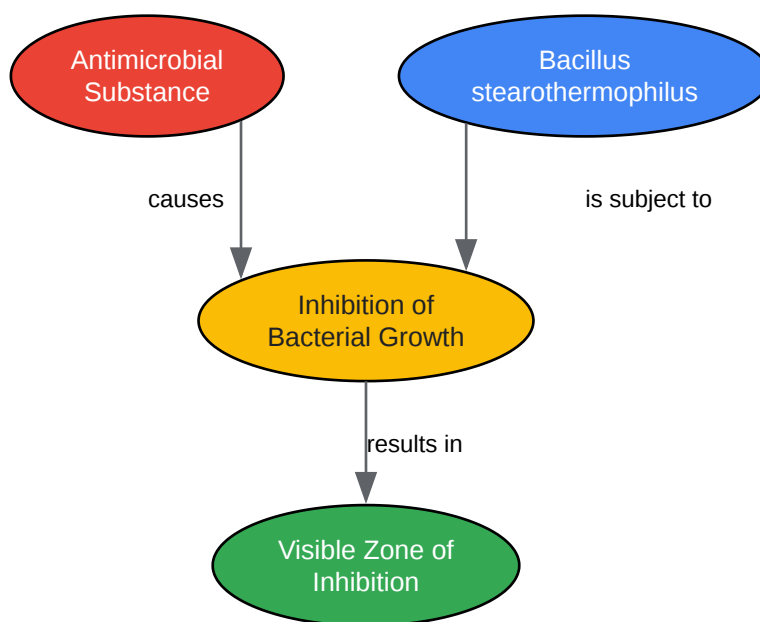 Antimicrobial
Substance
Bacillus
stearothermophilus
causes
is subject to
Inhibition of
Bacterial Growth
results in
Visible Zone of
Inhibition